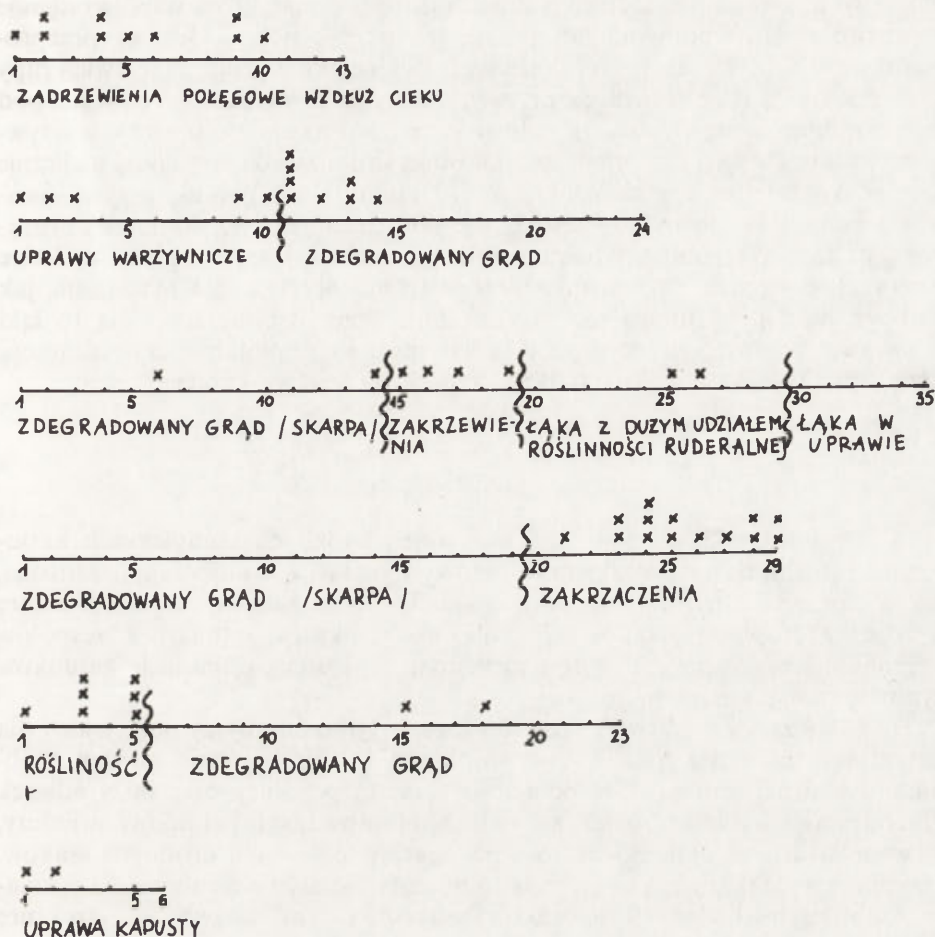 1 5 10 13
ZADRZEWIENIA POŁĘGOWE WZDŁUŻ CIEKU
1 5 10 15 20 24
UPRAWY WARZYWNICZE ZDEGRADOWANY GRĄD
1 5 10 15 20 25 30 35
ZDEGRADOWANY GRĄD /SKARPA/ ZAKRZEWIE- ŁĄKA Z DUŻYM UDZIAŁEM ŁĄKA W
NIA ROŚLINNOŚCI RUDERALNEJ UPRAWIE
1 5 10 15 20 25 29
ZDEGRADOWANY GRĄD /SKARPA/ ZAKRZACZENIA
1 5 10 15 20 23
ROŚLINOŚĆ ZDEGRADOWANY GRĄD
r
1 5 6
UPRAWA KAPUSTY